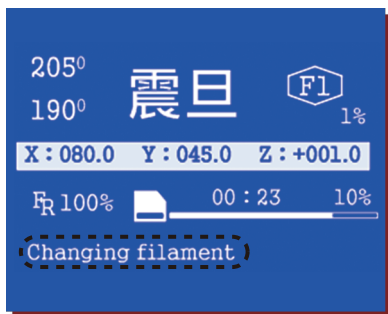 205⁰
震旦
F1
190⁰
1%
X：080.0 Y：045.0 Z：+001.0
FR 100%
00：23
10%
Changing filament